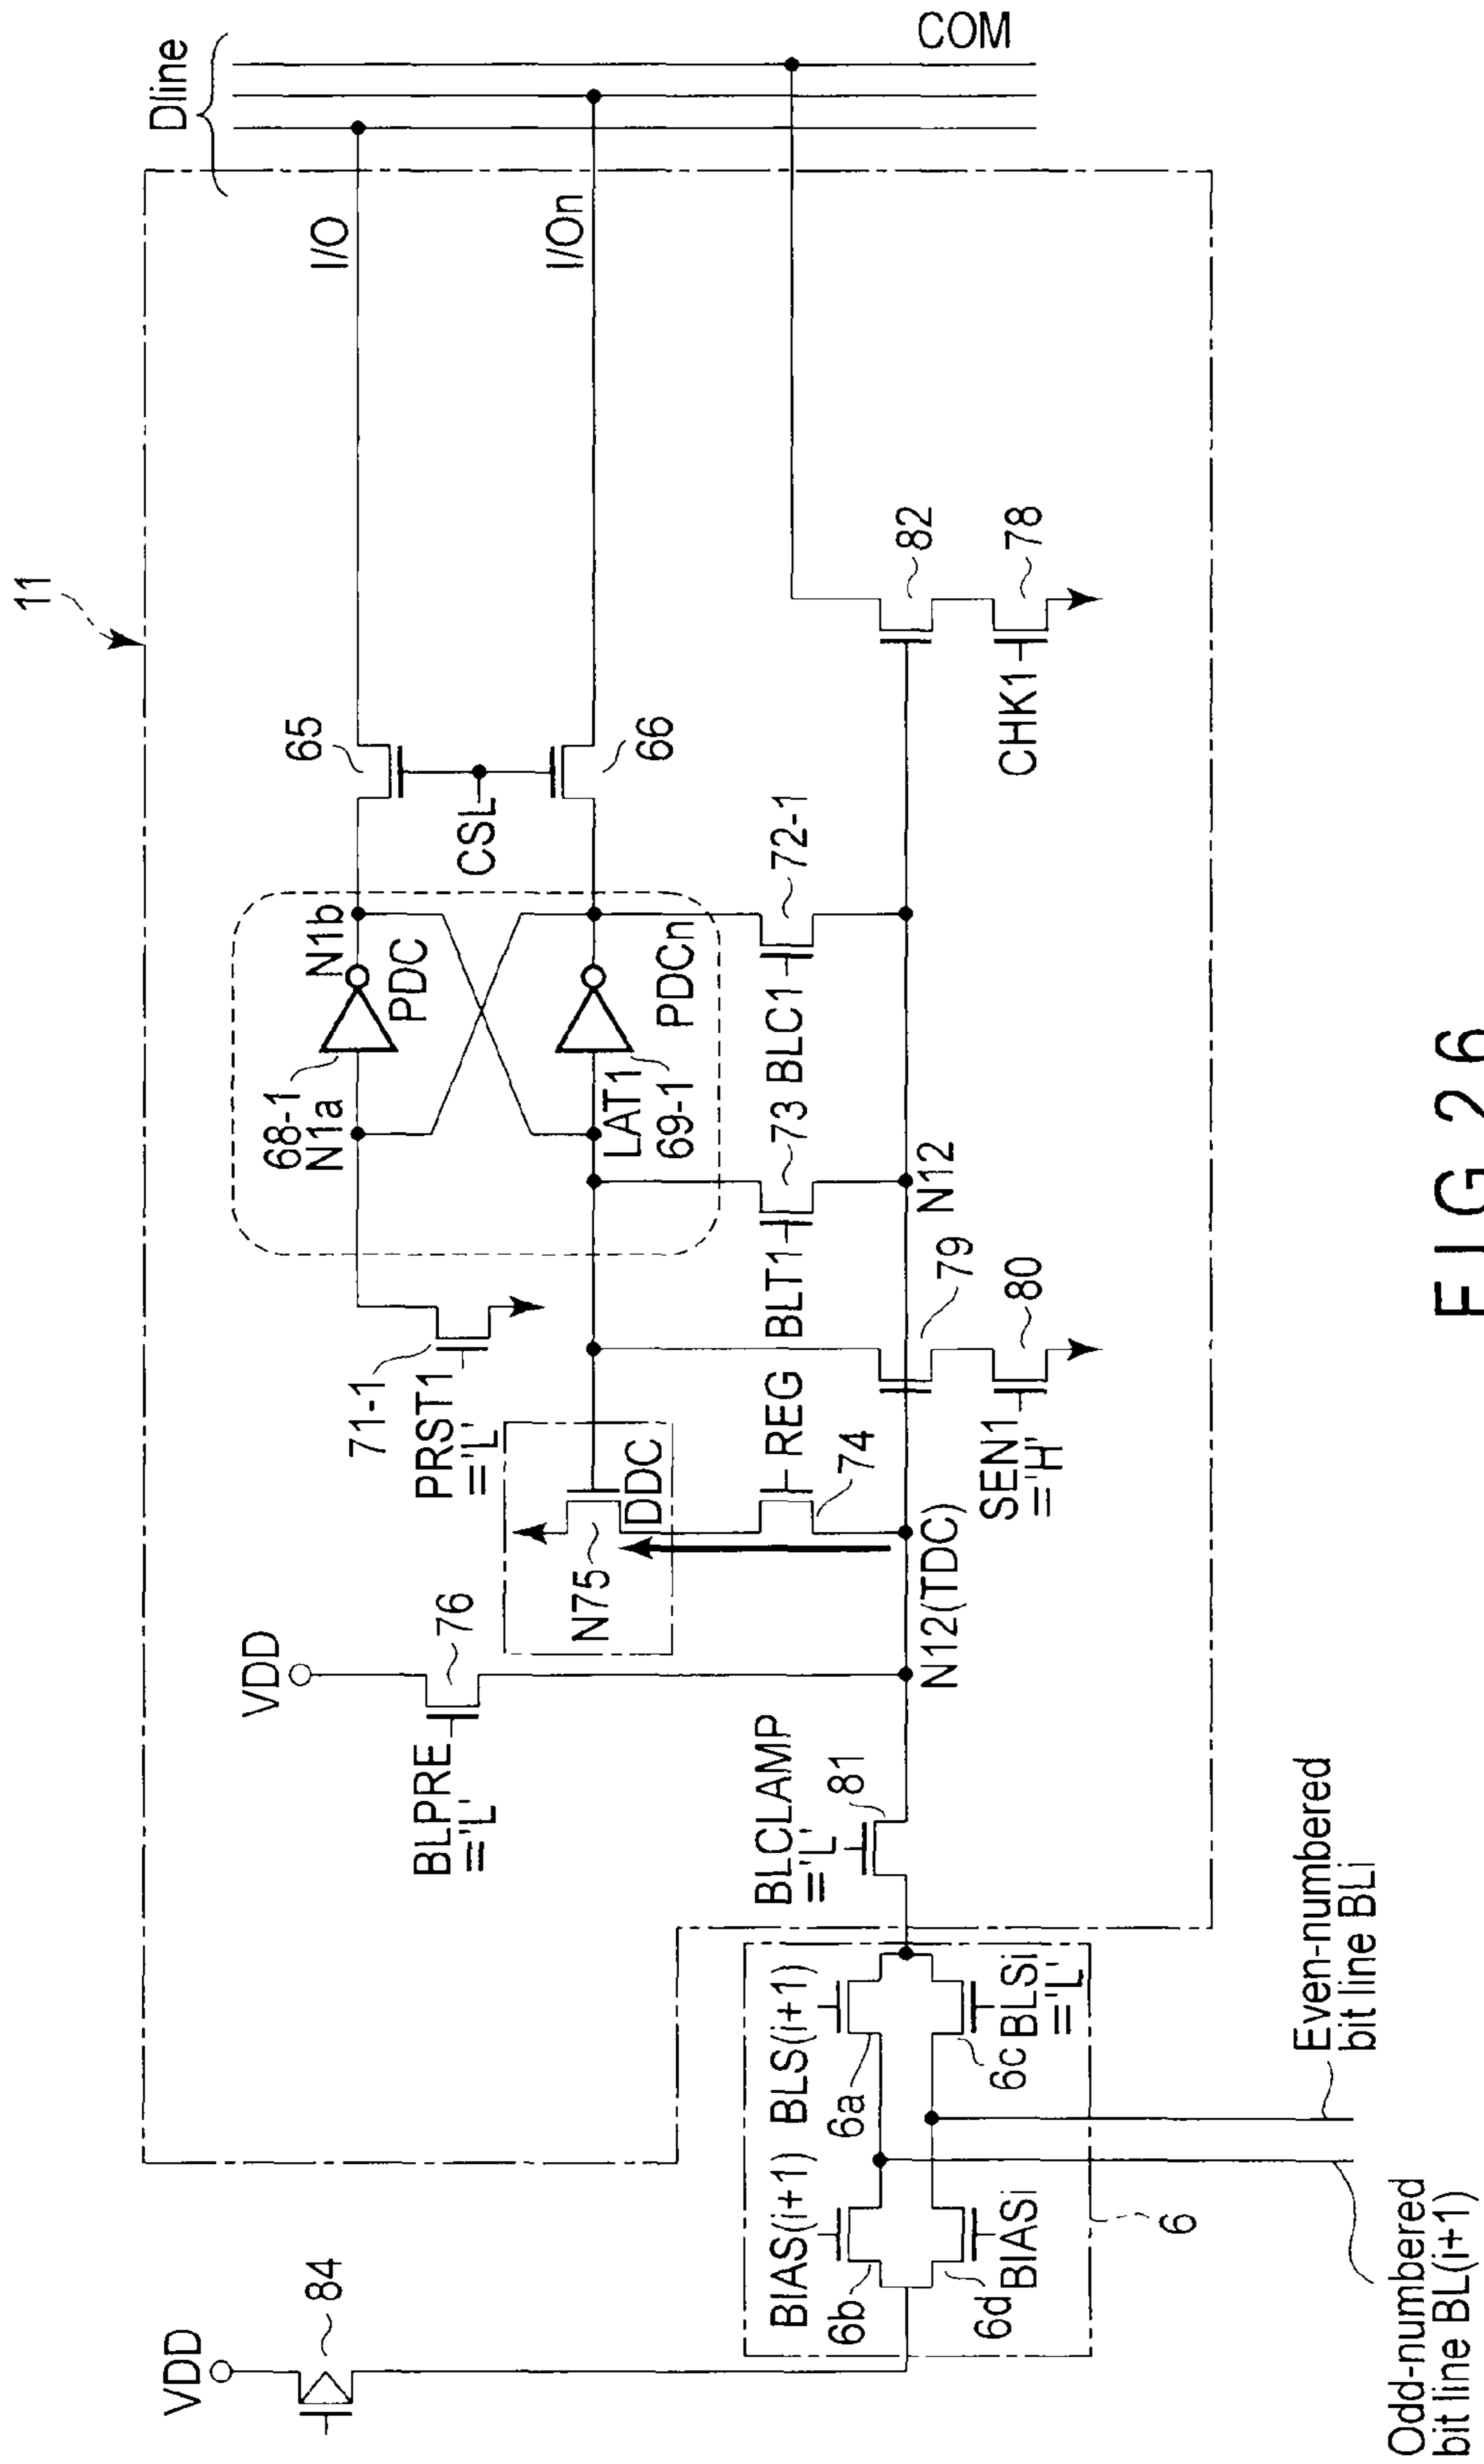 11
Dline
COM
I/O
I/On
65
66
CSL
82
78
CHK1
72-1
BLC1
N1b
PDC
PDCn
68-1
N1a
LAT1
69-1
73
BLT1
N12
71-1
PRST1
='L'
79
80
SEN1
='H'
REG
74
DDC
N75
N12(TDC)
VDD
76
BLPRE
='L'
BLCLAMP
='L'
81
BLS(i+1)
BLSi
='L'
6a
6c
BIAS(i+1)
BIASi
6b
6d
6
VDD
84
Even-numbered
bit line BLi
Odd-numbered
bit line BL(i+1)
FIG 26